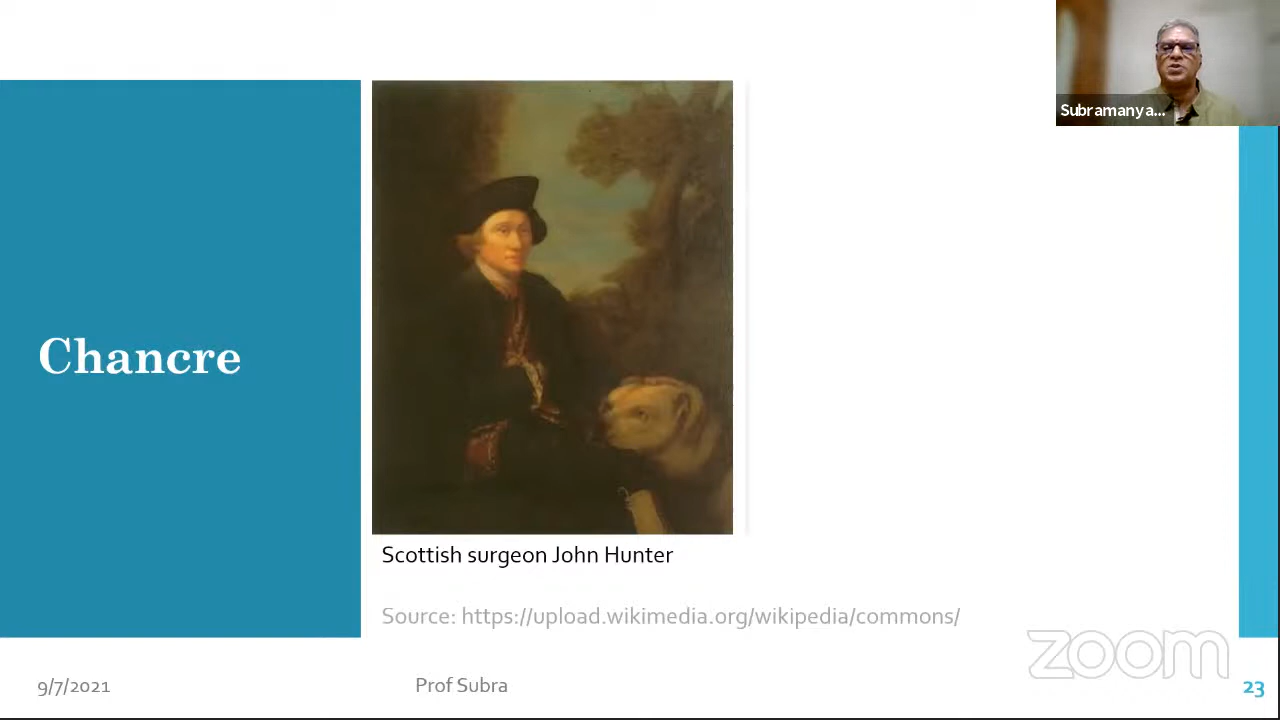 Subramanya...
Chancre
Scottish surgeon John Hunter
Source: https://upload.wikimedia.org/wikipedia/commons/
zoom
9/7/2021
Prof Subra
23